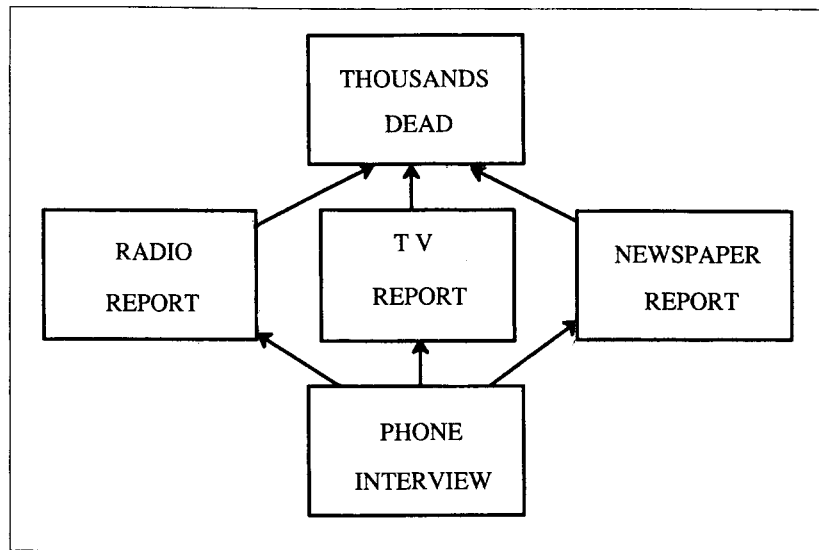 THOUSANDS
DEAD
RADIO
REPORT
T V
REPORT
NEWSPAPER
REPORT
PHONE
INTERVIEW